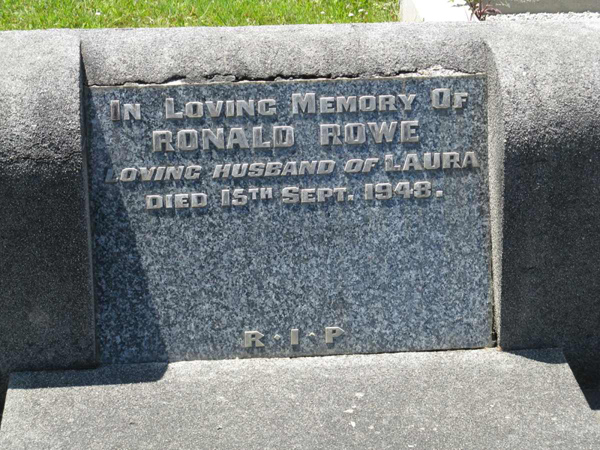 IN LOVING MEMORY OF
RONALD ROWE
LOVING HUSBAND OF LAURA
DIED 15TH SEPT. 1948.
R·I·P